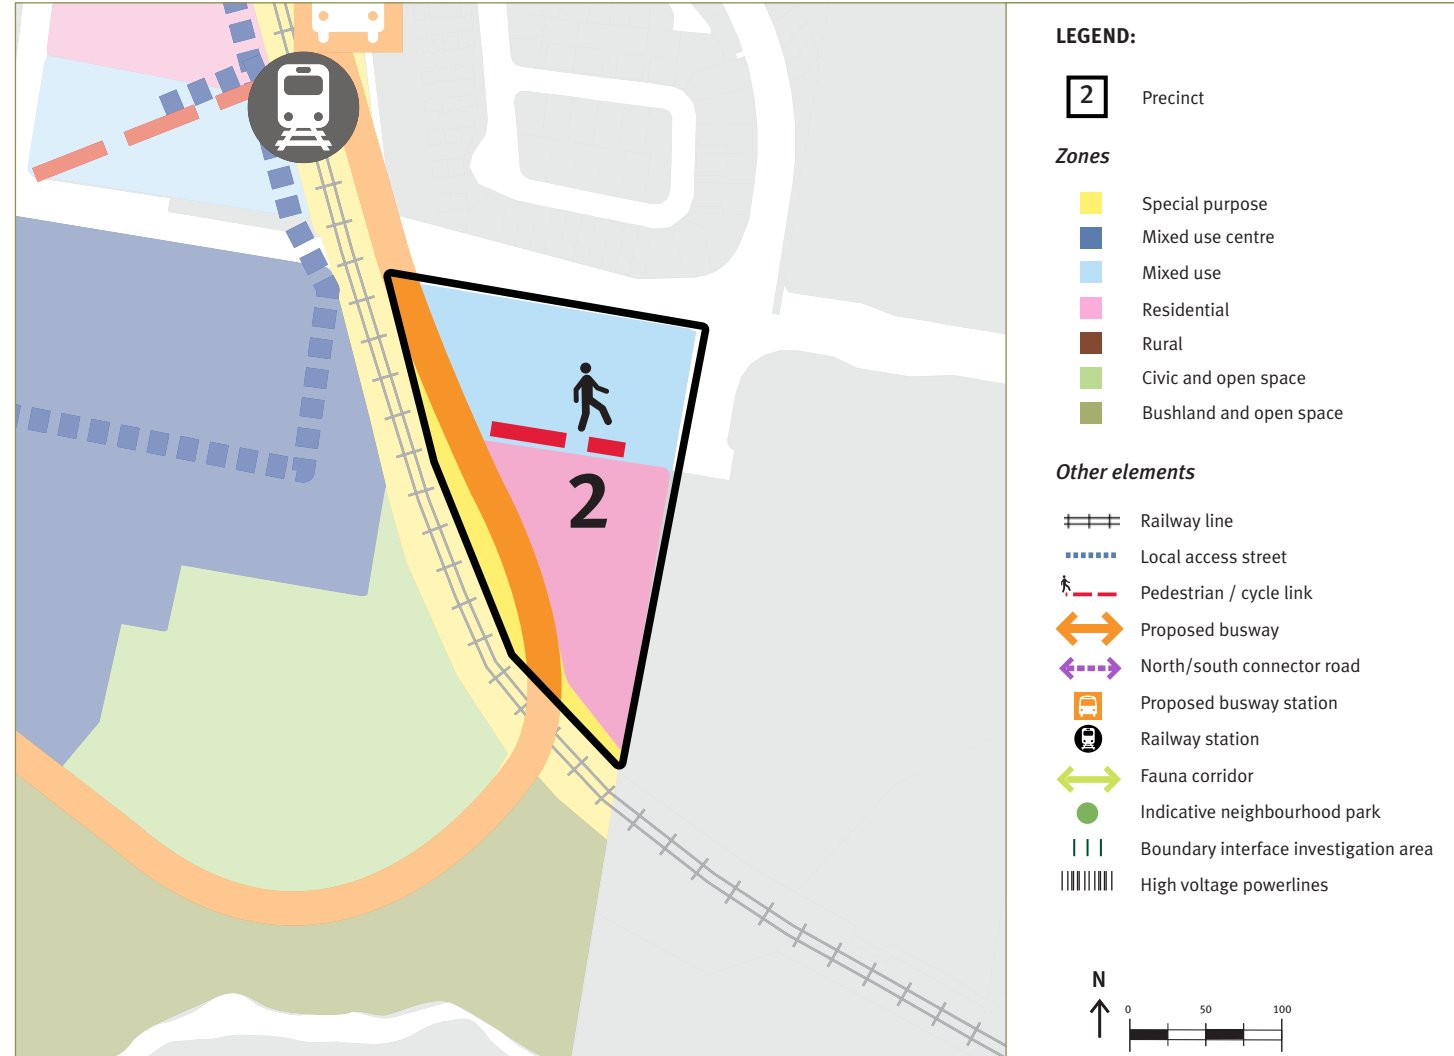 2
LEGEND:
2
Precinct
Zones
Special purpose
Mixed use centre
Mixed use
Residential
Rural
Civic and open space
Bushland and open space
Other elements
Railway line
Local access street
Pedestrian / cycle link
Proposed busway
North/south connector road
Proposed busway station
Railway station
Fauna corridor
Indicative neighbourhood park
Boundary interface investigation area
High voltage powerlines
N
0 50 100